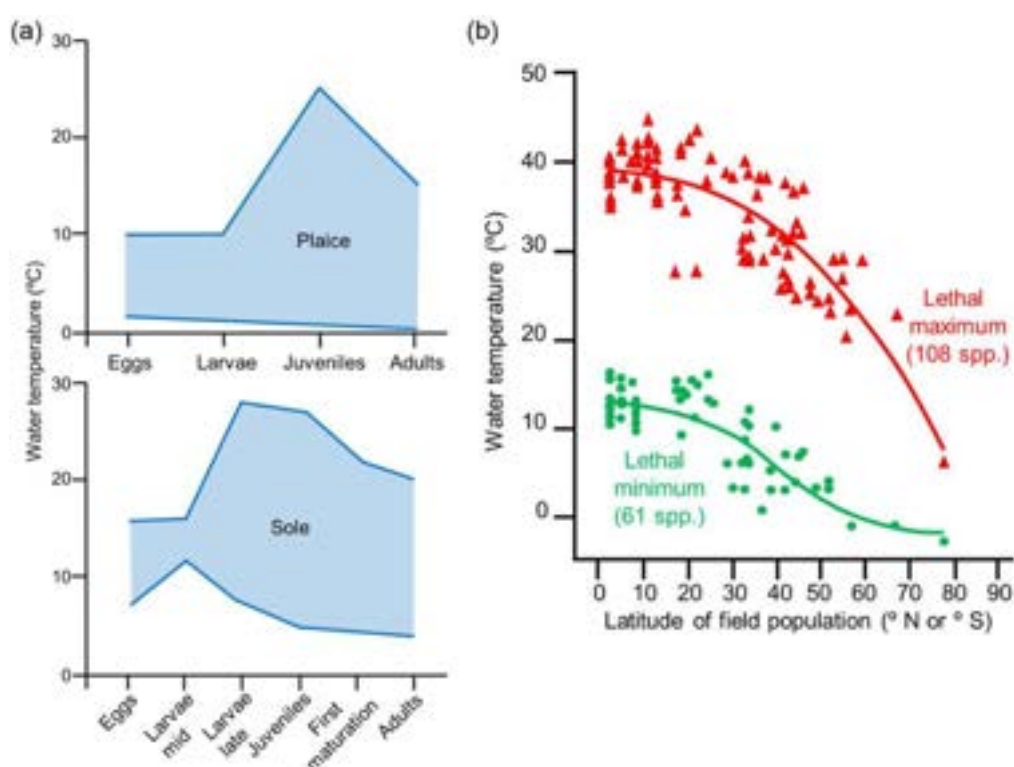 (a)
30
20
10
0
Plaice
Eggs
Larvae
Juveniles
Adults
Water temperature (ºC)
30
20
10
0
Sole
Eggs
Larvae
mid
Larvae
late
Juveniles
First
maturation
Adults
(b)
50
40
30
20
10
0
Water temperature (ºC)
Lethal
maximum
(108 spp.)
Lethal
minimum
(61 spp.)
0 10 20 30 40 50 60 70 80 90
Latitude of field population (º N or º S)